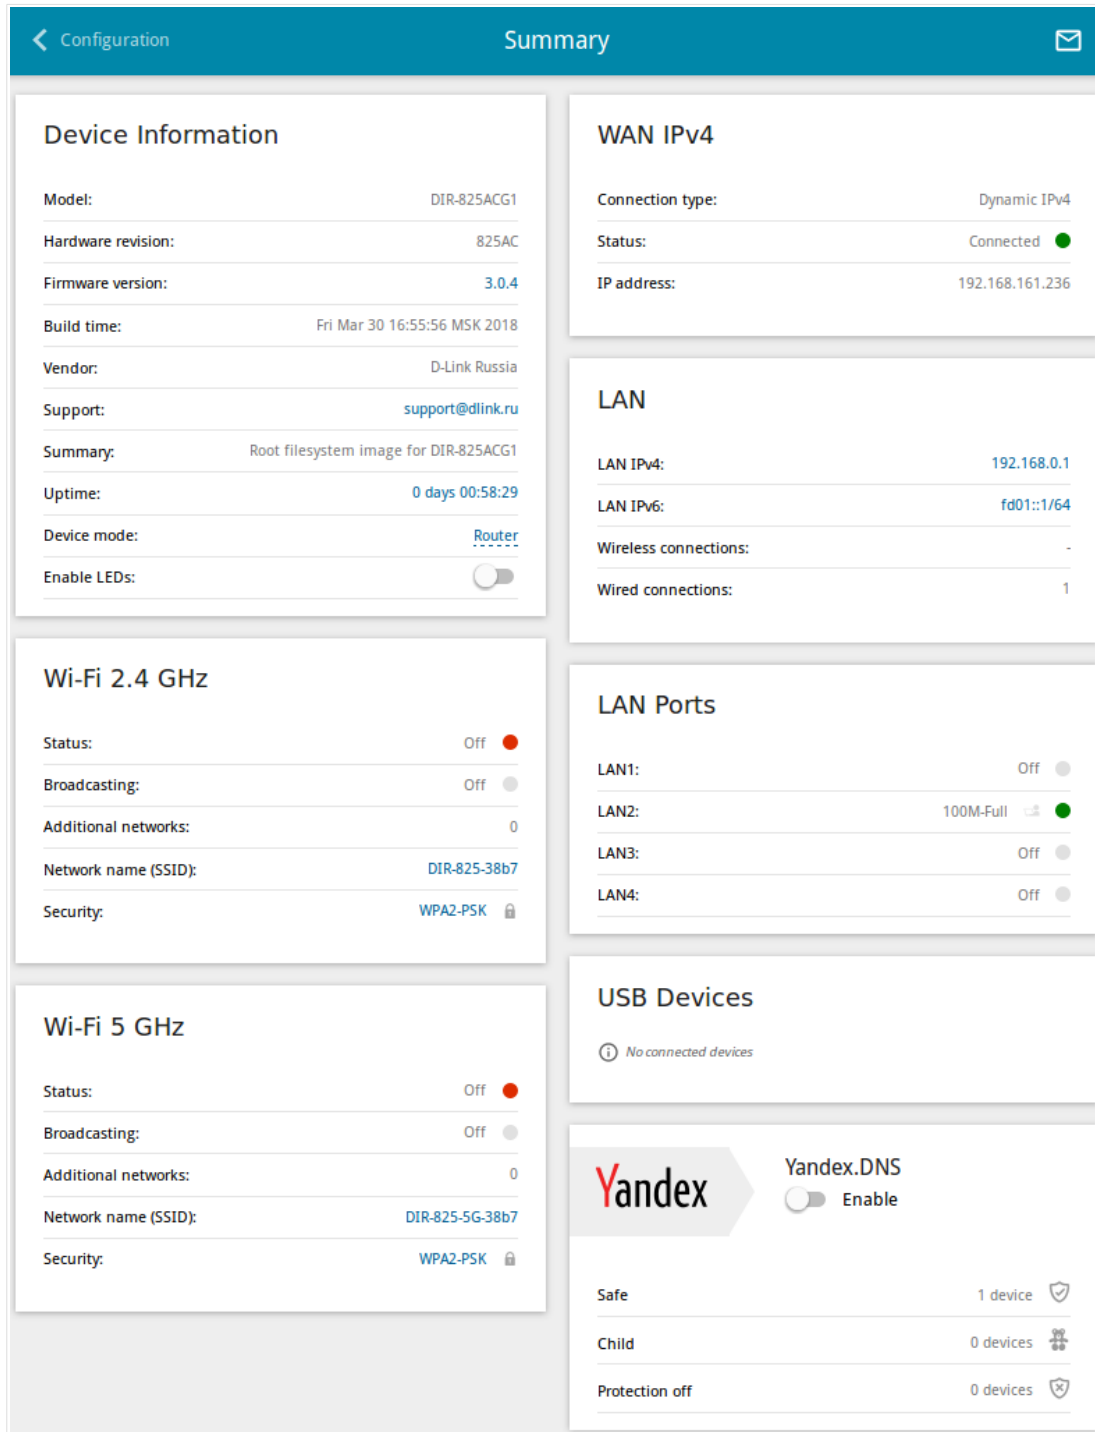 Configuration
Summary
Device Information
Model: DIR-825ACG1
Hardware revision: 825AC
Firmware version: 3.0.4
Build time: Fri Mar 30 16:55:56 MSK 2018
Vendor: D-Link Russia
Support: support@dlink.ru
Summary: Root filesystem image for DIR-825ACG1
Uptime: 0 days 00:58:29
Device mode: Router
Enable LEDs:
Wi-Fi 2.4 GHz
Status: Off
Broadcasting: Off
Additional networks: 0
Network name (SSID): DIR-825-38b7
Security: WPA2-PSK
Wi-Fi 5 GHz
Status: Off
Broadcasting: Off
Additional networks: 0
Network name (SSID): DIR-825-5G-38b7
Security: WPA2-PSK
WAN IPv4
Connection type: Dynamic IPv4
Status: Connected
IP address: 192.168.161.236
LAN
LAN IPv4: 192.168.0.1
LAN IPv6: fd01::1/64
Wireless connections: -
Wired connections: 1
LAN Ports
LAN1: Off
LAN2: 100M-Full
LAN3: Off
LAN4: Off
USB Devices
No connected devices
Yandex
Yandex.DNS
Enable
Safe 1 device
Child 0 devices
Protection off 0 devices